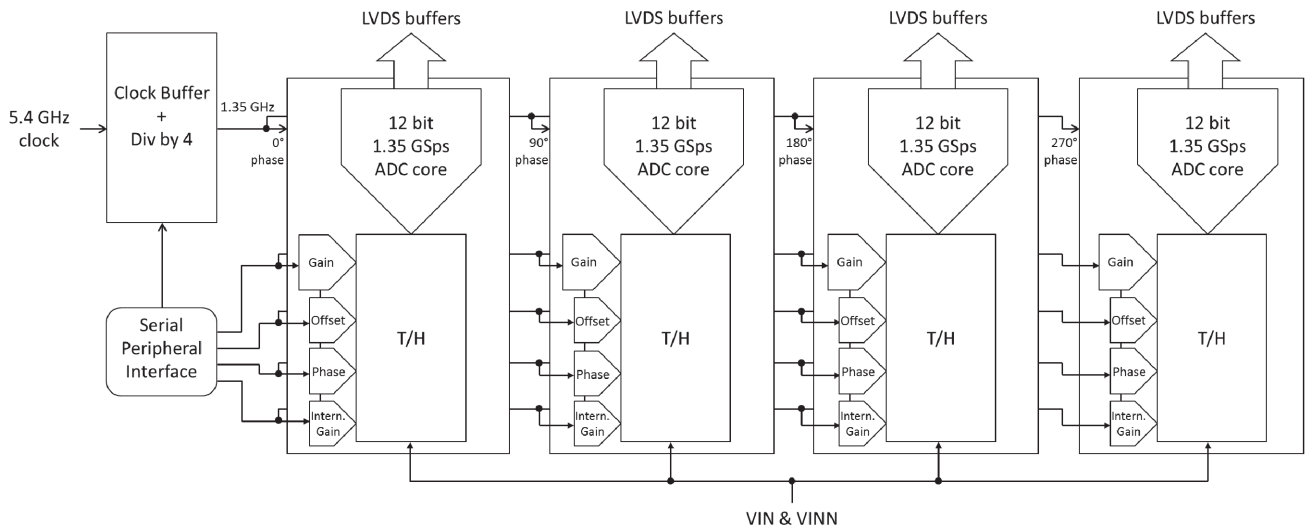 LVDS buffers
LVDS buffers
LVDS buffers
LVDS buffers
5.4 GHz
clock
Clock Buffer
+
Div by 4
1.35 GHz
0°
phase
12 bit
1.35 GSps
ADC core
90°
phase
12 bit
1.35 GSps
ADC core
180°
phase
12 bit
1.35 GSps
ADC core
270°
phase
12 bit
1.35 GSps
ADC core
Serial
Peripheral
Interface
Gain
Offset
Phase
Intern.
Gain
T/H
Gain
Offset
Phase
Intern.
Gain
T/H
Gain
Offset
Phase
Intern.
Gain
T/H
Gain
Offset
Phase
Intern.
Gain
T/H
VIN & VINN